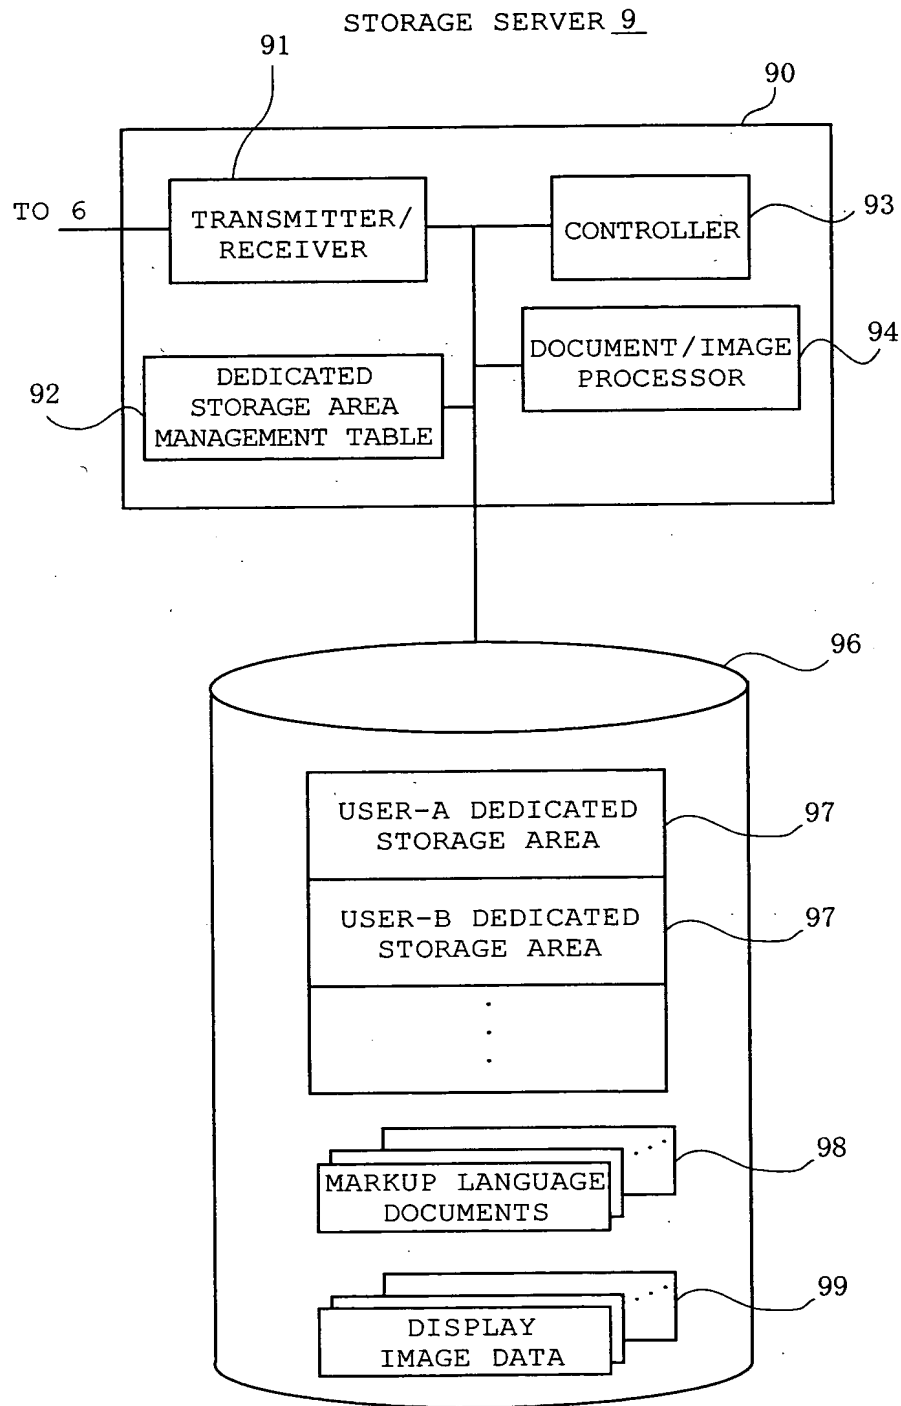 STORAGE SERVER 9
91
90
TO 6
TRANSMITTER/
RECEIVER
CONTROLLER
93
92
DEDICATED
STORAGE AREA
MANAGEMENT TABLE
DOCUMENT/IMAGE
PROCESSOR
94
96
USER-A DEDICATED
STORAGE AREA
97
USER-B DEDICATED
STORAGE AREA
97
98
MARKUP LANGUAGE
DOCUMENTS
99
DISPLAY
IMAGE DATA